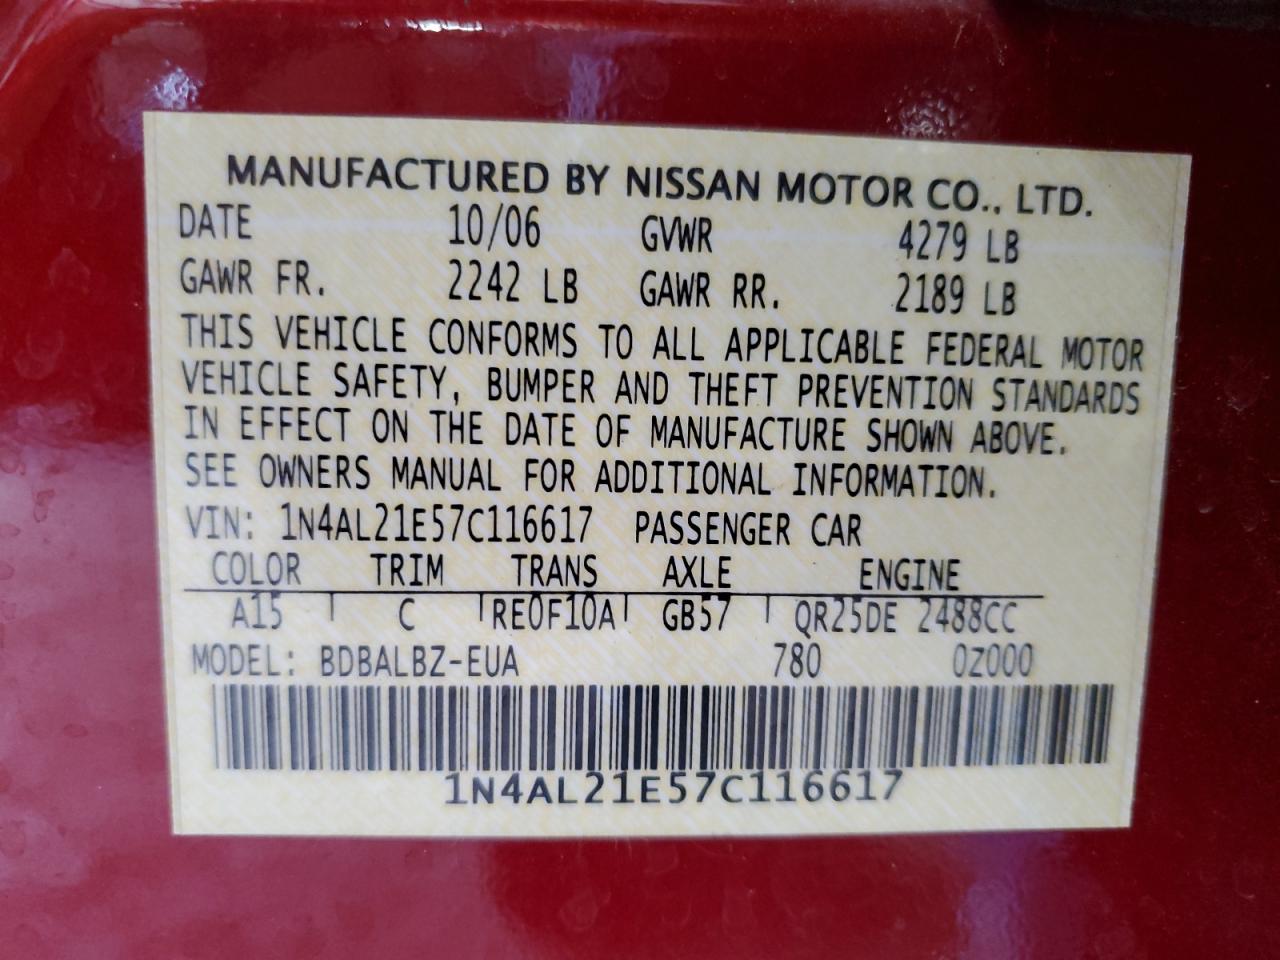 MANUFACTURED BY NISSAN MOTOR CO., LTD.
DATE 10/06 GVWR 4279 LB
GAWR FR. 2242 LB GAWR RR. 2189 LB
THIS VEHICLE CONFORMS TO ALL APPLICABLE FEDERAL MOTOR
VEHICLE SAFETY, BUMPER AND THEFT PREVENTION STANDARDS
IN EFFECT ON THE DATE OF MANUFACTURE SHOWN ABOVE.
SEE OWNERS MANUAL FOR ADDITIONAL INFORMATION.
VIN: 1N4AL21E57C116617 PASSENGER CAR
COLOR TRIM TRANS AXLE ENGINE
A15 C RE0F10A GB57 QR25DE 2488CC
MODEL: BDBALBZ-EUA 780 0Z000
1N4AL21E57C116617